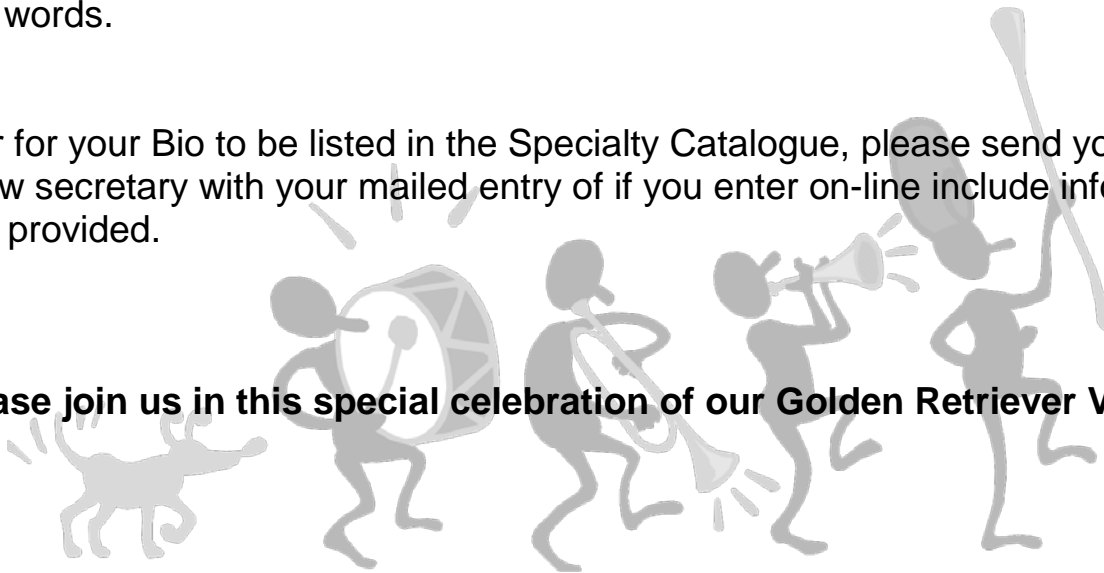 words.
r for your Bio to be listed in the Specialty Catalogue, please send yo
w secretary with your mailed entry of if you enter on-line include info
provided.
ase join us in this special celebration of our Golden Retriever V